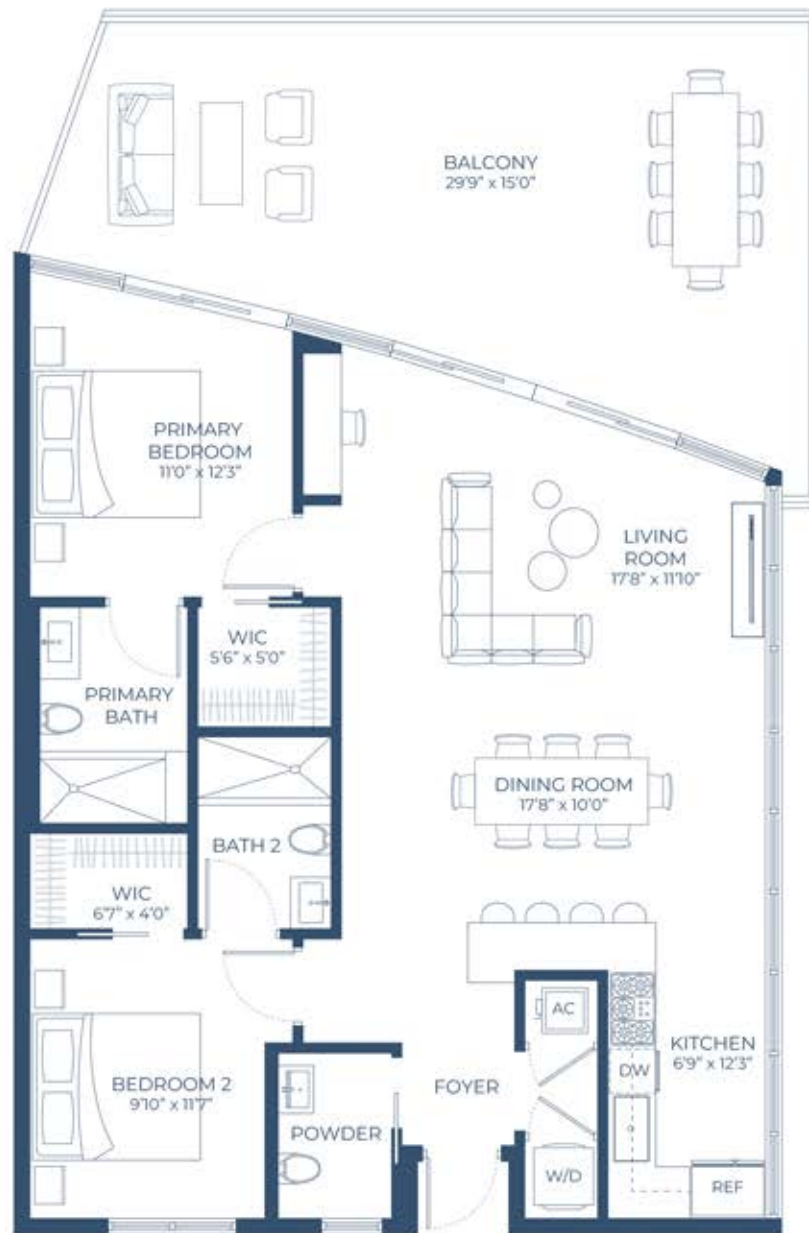 BALCONY
29'9" x 15'0"
PRIMARY
BEDROOM
11'0" x 12'3"
LIVING
ROOM
17'8" x 11'10"
WIC
5'6" x 5'0"
PRIMARY
BATH
DINING ROOM
17'8" x 10'0"
BATH 2
WIC
6'7" x 4'0"
AC
KITCHEN
6'9" x 12'3"
DW
BEDROOM 2
9'10" x 11'7"
FOYER
POWDER
W/D
REF